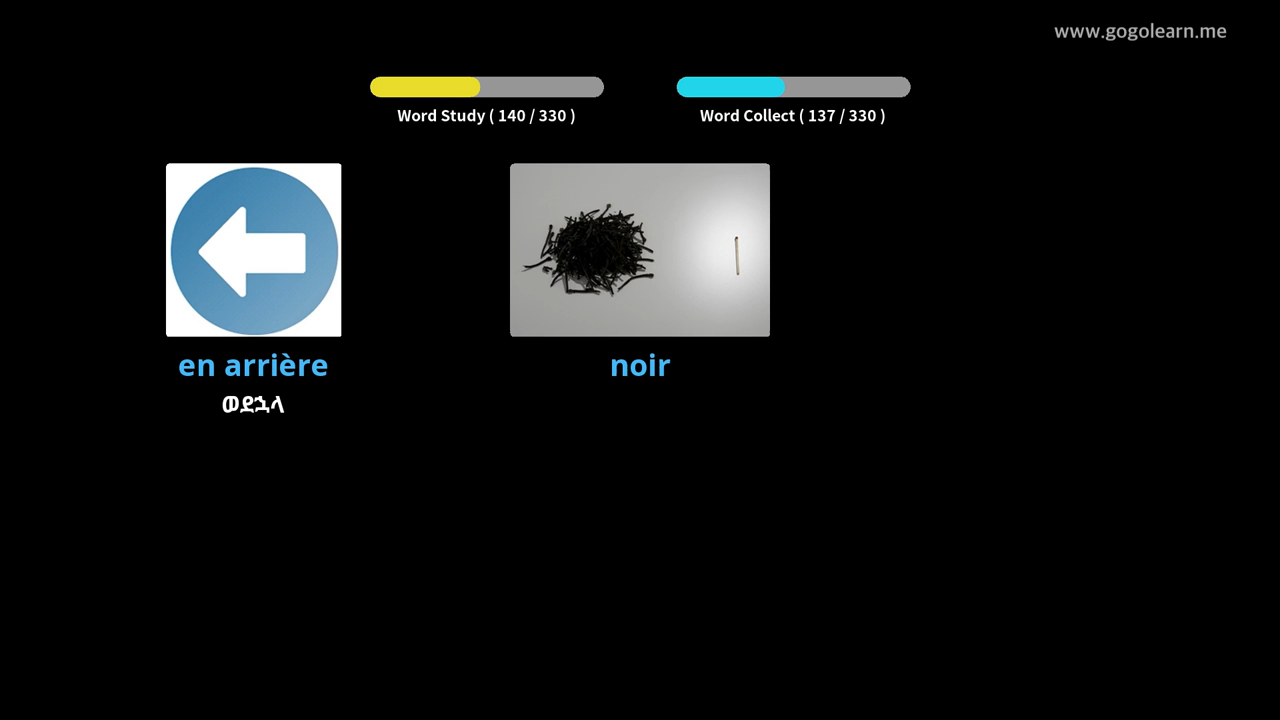 www.gogolearn.me
Word Study ( 140 / 330 )
Word Collect ( 137 / 330 )
en arrière
noir
ወደኋላ